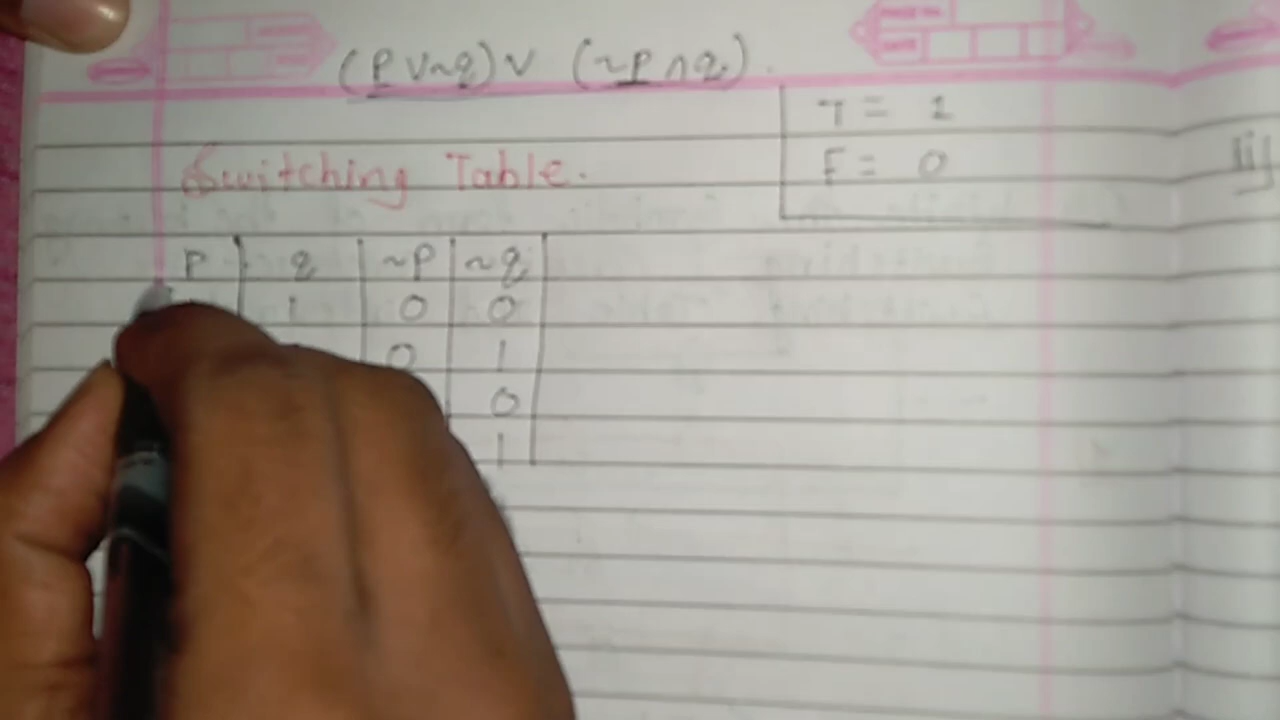 (P ∨ ~q) ∨ (~P ∧ q).
T = 1
F = 0
Switching Table.
P q ~P ~q
1 0 0
0 1
0
1